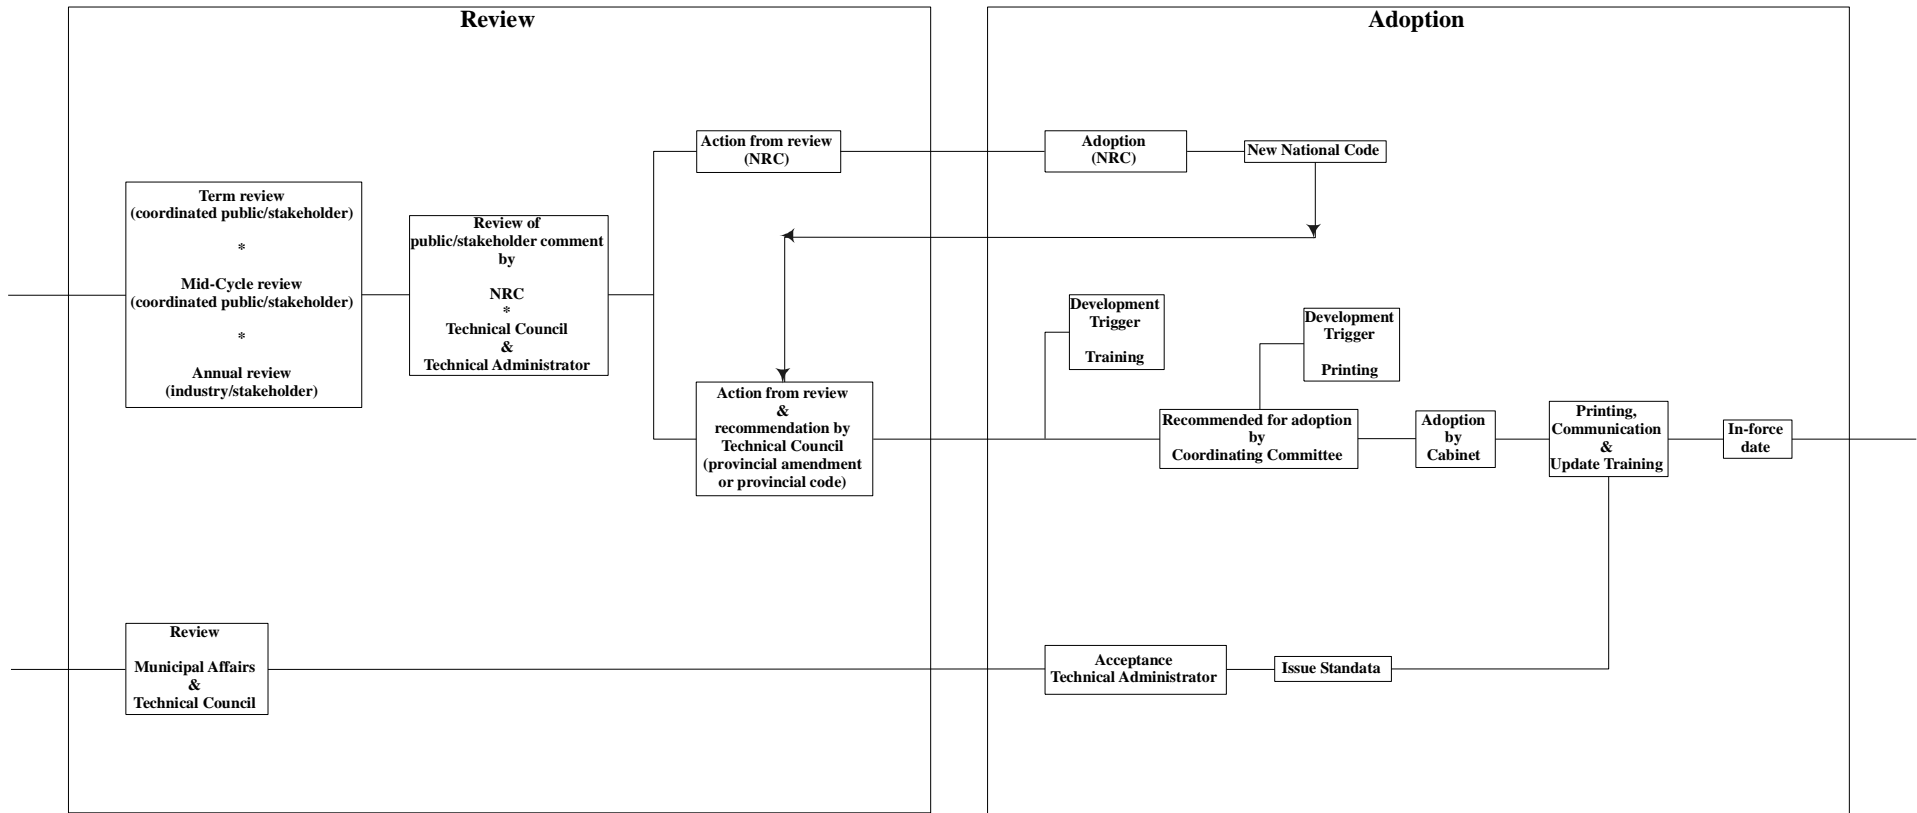 Review
Adoption
Action from review
(NRC)
Adoption
(NRC)
New National Code
Term review
(coordinated public/stakeholder)
*
Mid-Cycle review
(coordinated public/stakeholder)
*
Annual review
(industry/stakeholder)
Review of
public/stakeholder comment
by
NRC
*
Technical Council
&
Technical Administrator
Development
Trigger
Training
Development
Trigger
Printing
Action from review
&
recommendation by
Technical Council
(provincial amendment
or provincial code)
Recommended for adoption
by
Coordinating Committee
Adoption
by
Cabinet
Printing,
Communication
&
Update Training
In-force
date
Review
Municipal Affairs
&
Technical Council
Acceptance
Technical Administrator
Issue Standata